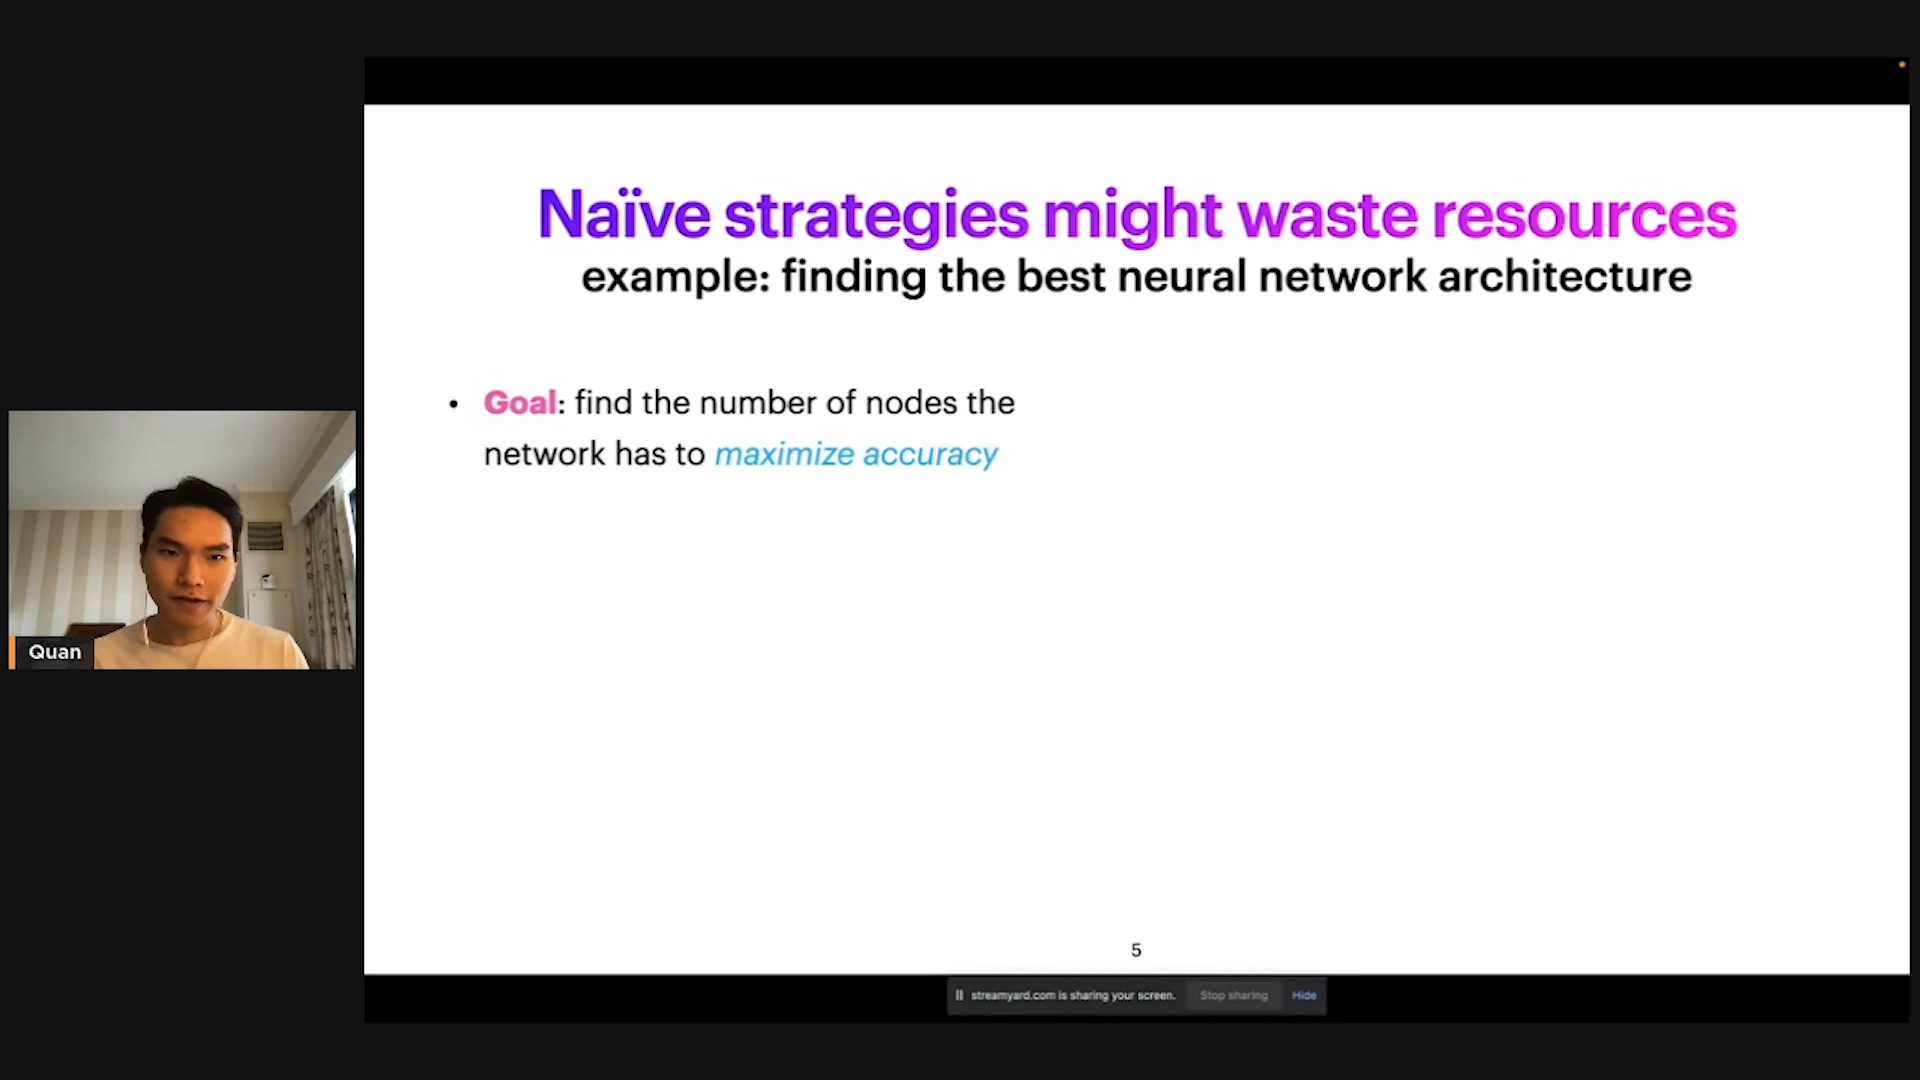 Naïve strategies might waste resources
example: finding the best neural network architecture
• Goal: find the number of nodes the
network has to maximize accuracy
Quan
5
streamyard.com is sharing your screen. Stop sharing Hide